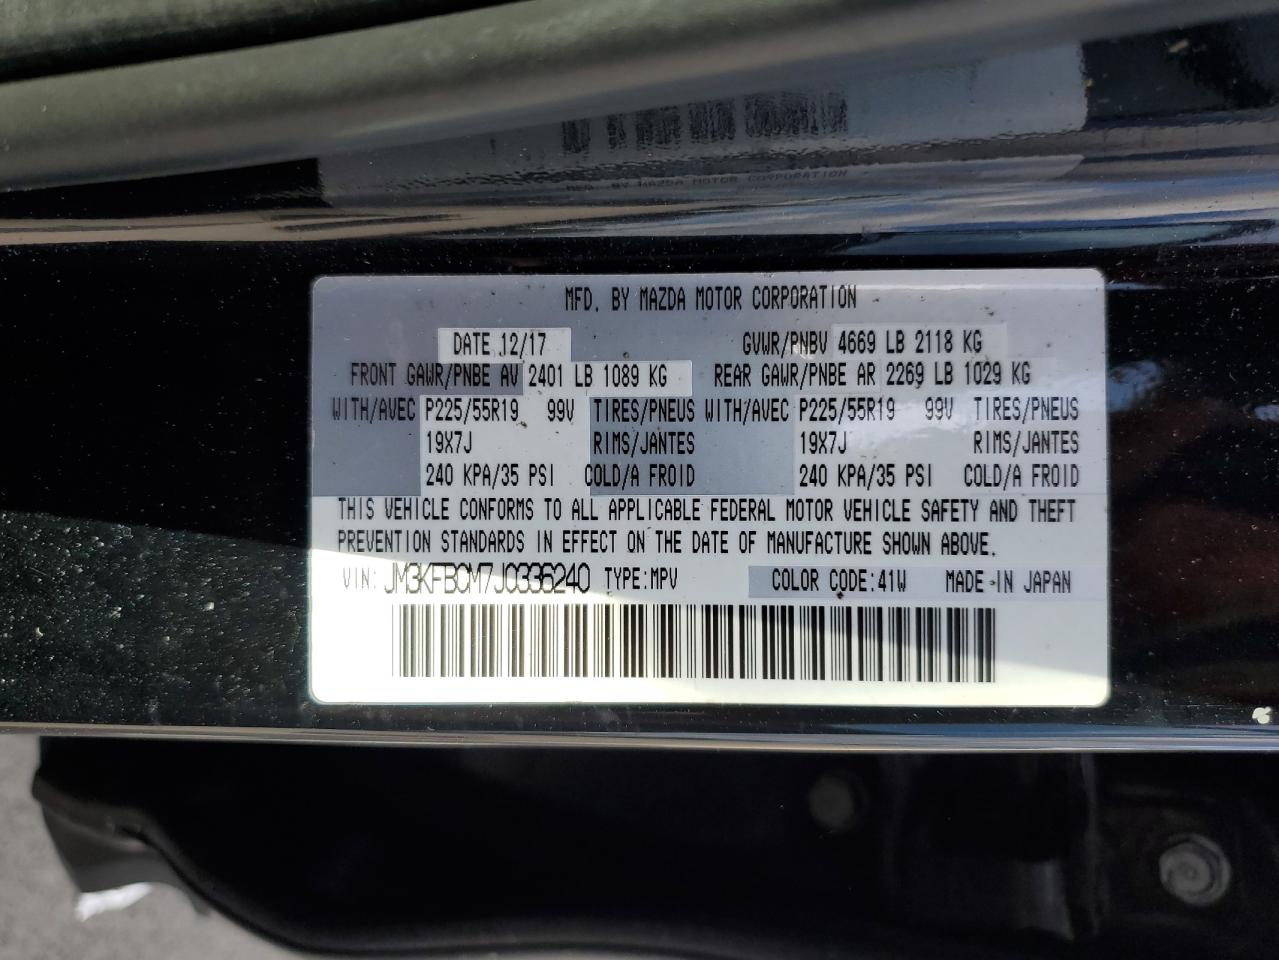 MFD. BY MAZDA MOTOR CORPORATION
MFD. BY MAZDA MOTOR CORPORATION
DATE 12/17 GVWR/PNBV 4669 LB 2118 KG
FRONT GAWR/PNBE AV 2401 LB 1089 KG REAR GAWR/PNBE AR 2269 LB 1029 KG
WITH/AVEC P225/55R19 99V TIRES/PNEUS WITH/AVEC P225/55R19 99V TIRES/PNEUS
19X7J RIMS/JANTES 19X7J RIMS/JANTES
240 KPA/35 PSI COLD/A FROID 240 KPA/35 PSI COLD/A FROID
THIS VEHICLE CONFORMS TO ALL APPLICABLE FEDERAL MOTOR VEHICLE SAFETY AND THEFT
PREVENTION STANDARDS IN EFFECT ON THE DATE OF MANUFACTURE SHOWN ABOVE.
VIN: JM3KFBCM7J0336240 TYPE:MPV COLOR CODE:41W MADE IN JAPAN